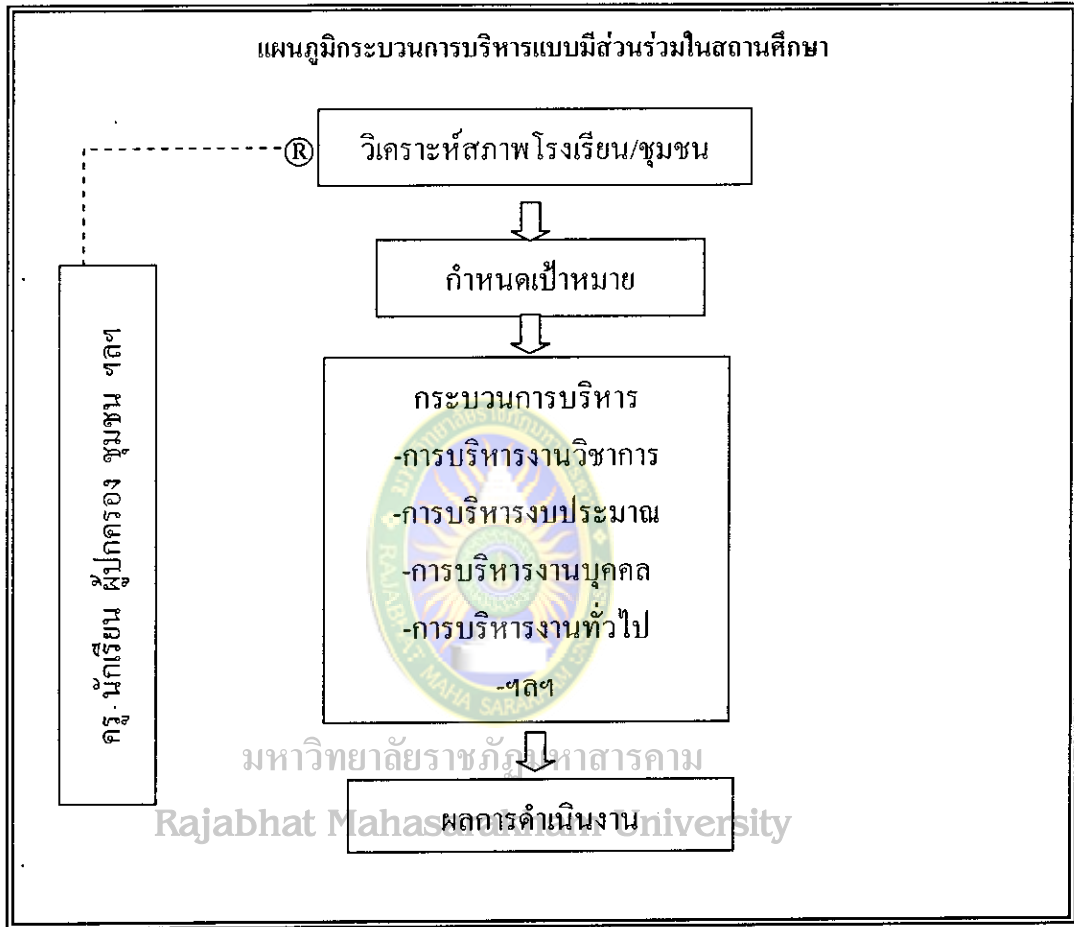 แผนภูมิกระบวนการบริหารแบบมีส่วนร่วมในสถานศึกษา
®
วิเคราะห์สภาพโรงเรียน/ชุมชน
กำหนดเป้าหมาย
ครู นักเรียน ผู้ปกครอง ชุมชน ฯลฯ
กระบวนการบริหาร
-การบริหารงานวิชาการ
-การบริหารงบประมาณ
-การบริหารงานบุคคล
-การบริหารงานทั่วไป
-ฯลฯ
RAJABHAT MAHA SARAKHAM
มหาวิทยาลัยราชภัฏมหาสารคาม
ผลการดำเนินงาน
Rajabhat Mahasarakham University